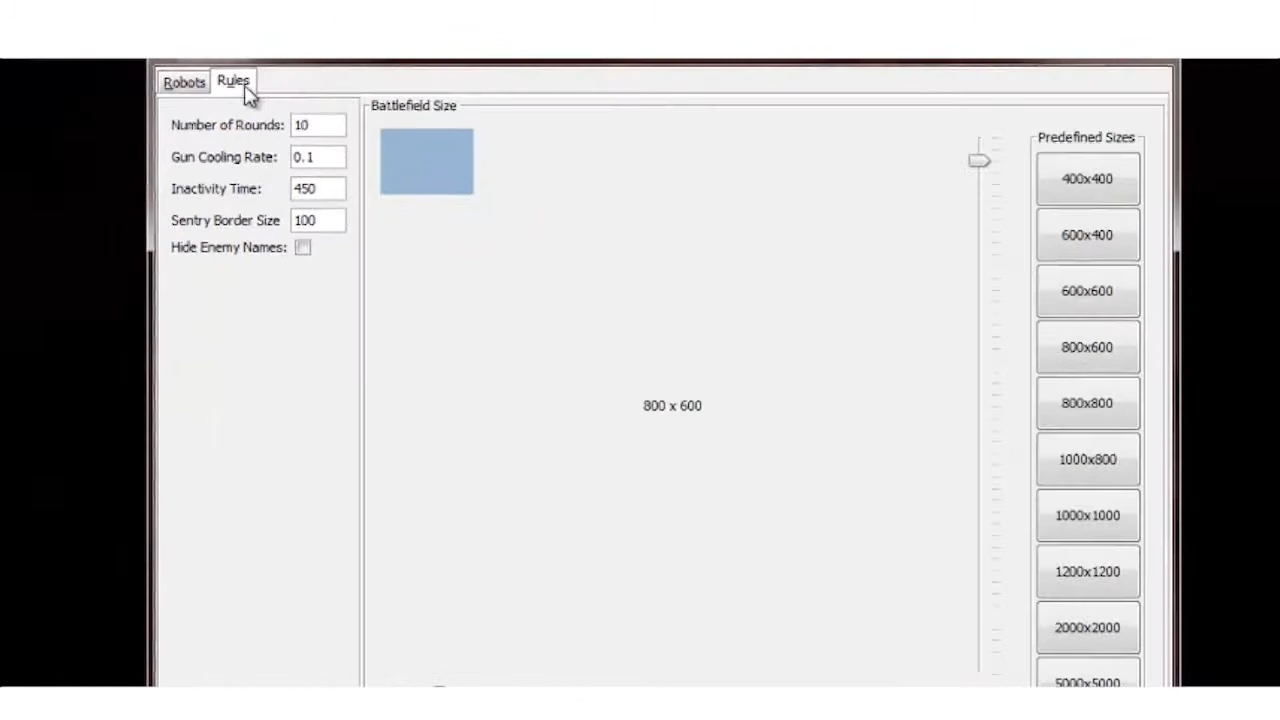 Robots
Rules
Number of Rounds: 10
Gun Cooling Rate: 0.1
Inactivity Time: 450
Sentry Border Size 100
Hide Enemy Names:
Battlefield Size
800 x 600
Predefined Sizes
400x400
600x400
600x600
800x600
800x800
1000x800
1000x1000
1200x1200
2000x2000
5000x5000